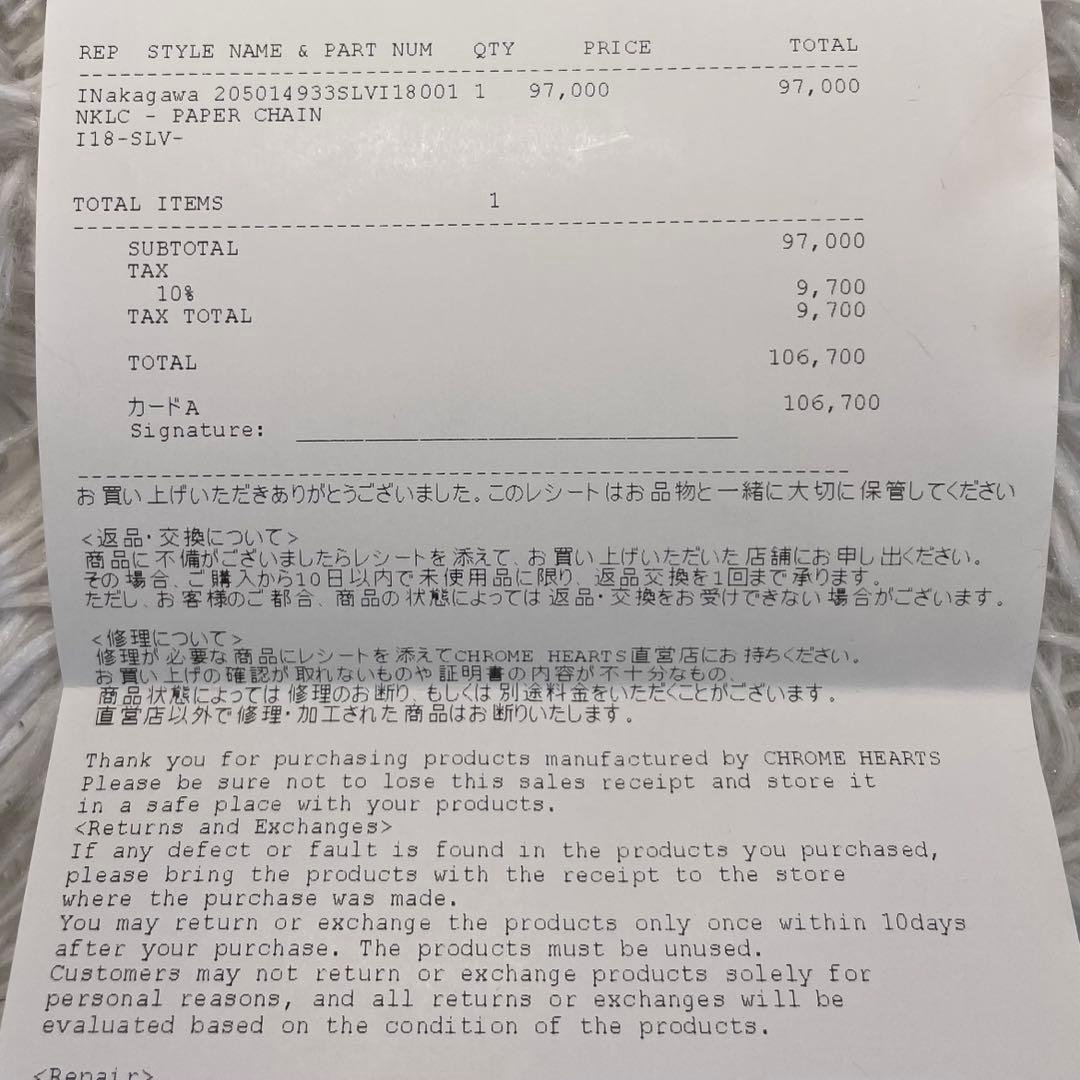 REP STYLE NAME & PART NUM QTY PRICE TOTAL
INakagawa 205014933SLVI18001 1 97,000 97,000
NKLC - PAPER CHAIN
I18-SLV-
TOTAL ITEMS 1
SUBTOTAL 97,000
TAX
10% 9,700
TAX TOTAL 9,700
TOTAL 106,700
カードA 106,700
Signature:
お買い上げいただきありがとうございました。このレシートはお品物と一緒に大切に保管してください
<返品・交換について>
商品に不備がございましたらレシートを添えて、お買い上げいただいた店舗にお申し出ください。
その場合、ご購入から10日以内で未使用品に限り、返品交換を1回まで承ります。
ただし、お客様のご都合、商品の状態によっては返品・交換をお受けできない場合がございます。
<修理について>
修理が必要な商品にレシートを添えてCHROME HEARTS直営店にお持ちください。
お買い上げの確認が取れないものや証明書の内容が不十分なもの、
商品状態によっては修理のお断り、もしくは別途料金をいただくことがございます。
直営店以外で修理・加工された商品はお断りいたします。
Thank you for purchasing products manufactured by CHROME HEARTS
Please be sure not to lose this sales receipt and store it
in a safe place with your products.
<Returns and Exchanges>
If any defect or fault is found in the products you purchased,
please bring the products with the receipt to the store
where the purchase was made.
You may return or exchange the products only once within 10days
after your purchase. The products must be unused.
Customers may not return or exchange products solely for
personal reasons, and all returns or exchanges will be
evaluated based on the condition of the products.
<Repair>